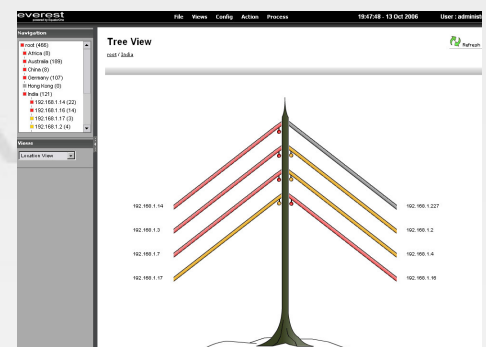 everest
File Views Config Action Process
19:47:48 - 13 Oct 2006
User : administ
Navigation
root (466)
Africa (0)
Australia (189)
China (8)
Germany (107)
Hong Kong (0)
India (121)
192.168.1.14 (22)
192.168.1.16 (14)
192.168.1.17 (3)
192.168.1.2 (4)
Views
Location View
Tree View
Refresh
root / India
192.168.1.14
192.168.1.227
192.168.1.3
192.168.1.2
192.168.1.7
192.168.1.4
192.168.1.17
192.168.1.16